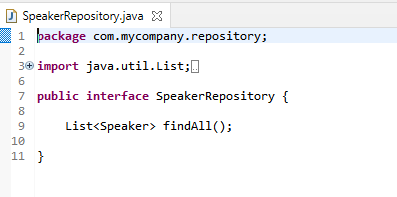 SpeakerRepository.java
1 package com.mycompany.repository;
2
3 import java.util.List;
6
7 public interface SpeakerRepository {
8
9 List<Speaker> findAll();
10
11 }